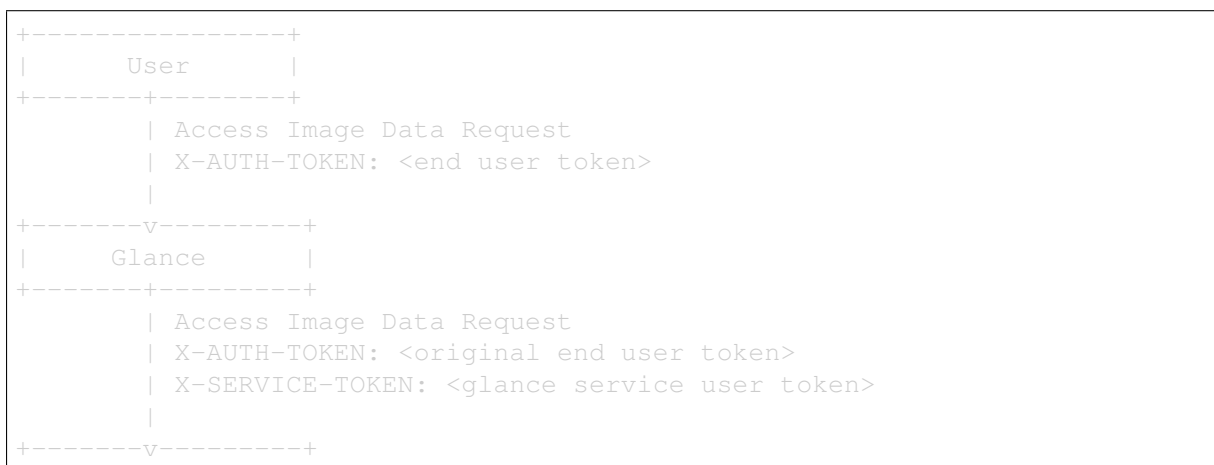 +----------------+
|      User      |
+-------+--------+
        | Access Image Data Request
        | X-AUTH-TOKEN: <end user token>
        |
+-------v---------+
|     Glance      |
+-------+---------+
        | Access Image Data Request
        | X-AUTH-TOKEN: <original end user token>
        | X-SERVICE-TOKEN: <glance service user token>
        |
+-------v---------+